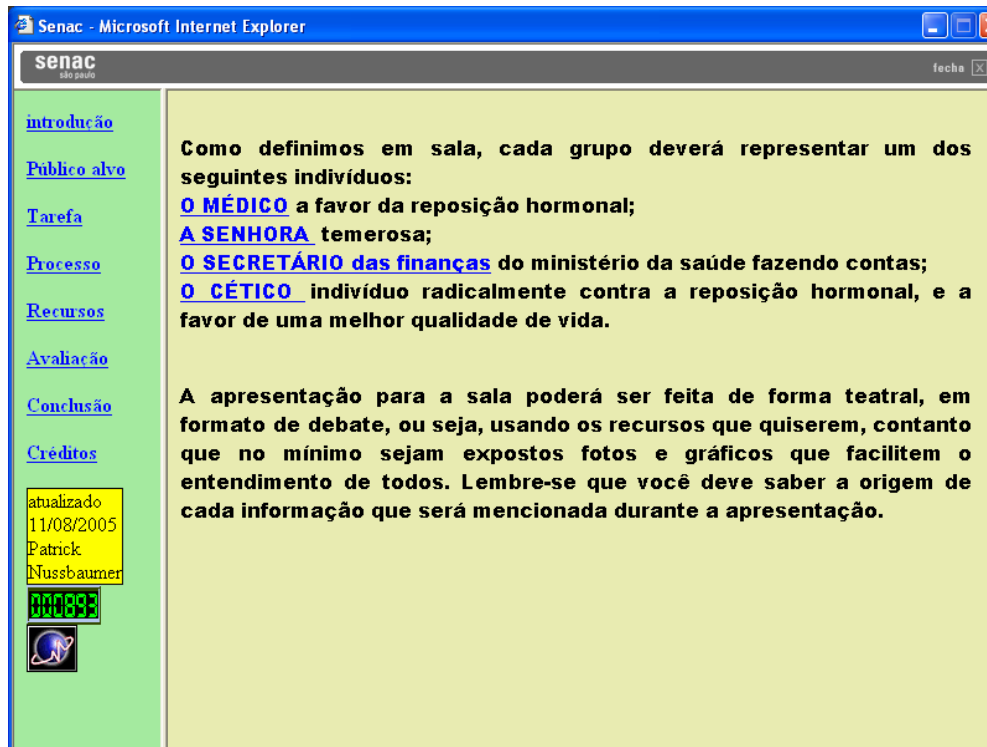 Senac - Microsoft Internet Explorer
senac
são paulo
fecha X
introdução
Público alvo
Tarefa
Processo
Recursos
Avaliação
Conclusão
Créditos
atualizado
11/08/2005
Patrick
Nussbaumer
000893
Como definimos em sala, cada grupo deverá representar um dos
seguintes indivíduos:
O MÉDICO a favor da reposição hormonal;
A SENHORA temerosa;
O SECRETÁRIO das finanças do ministério da saúde fazendo contas;
O CÉTICO indivíduo radicalmente contra a reposição hormonal, e a
favor de uma melhor qualidade de vida.
A apresentação para a sala poderá ser feita de forma teatral, em
formato de debate, ou seja, usando os recursos que quiserem, contanto
que no mínimo sejam expostos fotos e gráficos que facilitem o
entendimento de todos. Lembre-se que você deve saber a origem de
cada informação que será mencionada durante a apresentação.